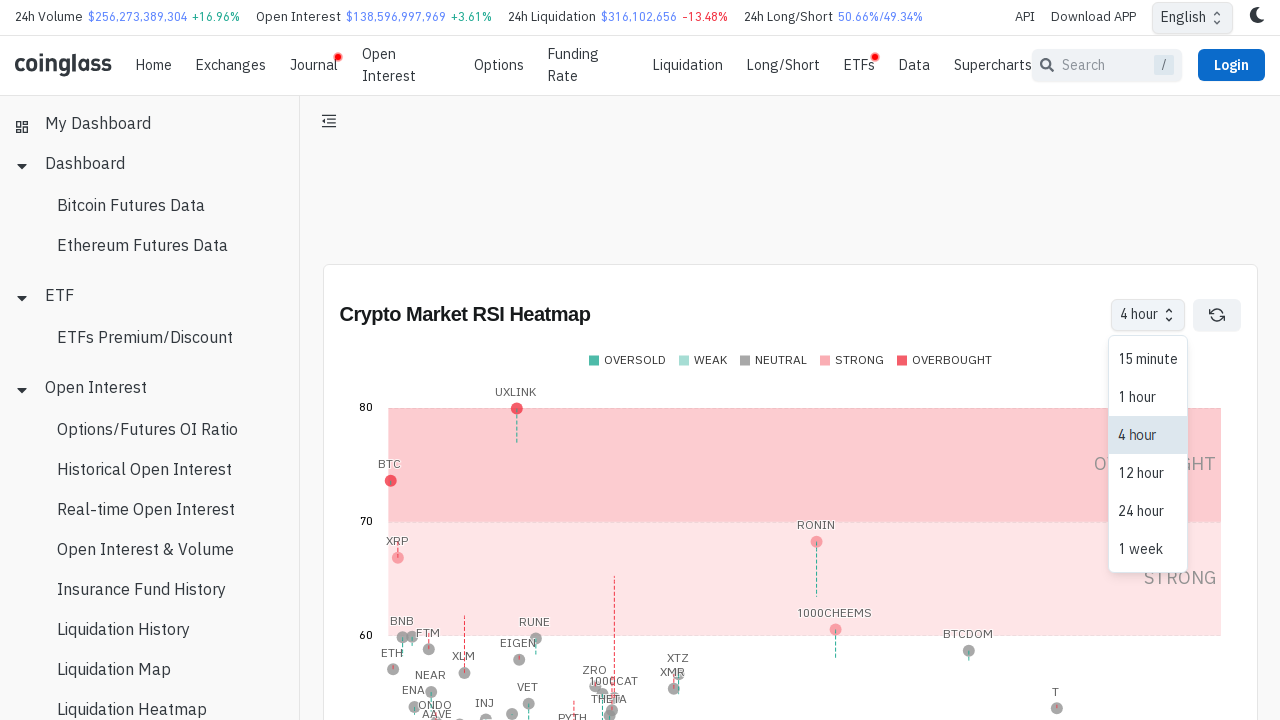 24h Volume $256,273,389,304 +16.96% Open Interest $138,596,997,969 +3.61% 24h Liquidation $316,102,656 -13.48% 24h Long/Short 50.66%/49.34% API Download APP English
coinglass Home Exchanges Journal Open Interest Options Funding Rate Liquidation Long/Short ETFs Data Supercharts Search / Login
My Dashboard
Dashboard
Bitcoin Futures Data
Ethereum Futures Data
ETF
ETFs Premium/Discount
Open Interest
Options/Futures OI Ratio
Historical Open Interest
Real-time Open Interest
Open Interest & Volume
Insurance Fund History
Liquidation History
Liquidation Map
Liquidation Heatmap
Crypto Market RSI Heatmap
4 hour
15 minute
1 hour
4 hour
12 hour
24 hour
1 week
OVERSOLD WEAK NEUTRAL STRONG OVERBOUGHT
UXLINK
80
BTC
70
RONIN
XRP
STRONG
1000CHEEMS
BNB
RUNE
60
FTM
BTCDOM
EIGEN
ETH
XLM
XTZ
ZRO
XMR
NEAR
1000CAT
VET
ENA
T
THETA
INJ
ONDO
AAVE
PYTH